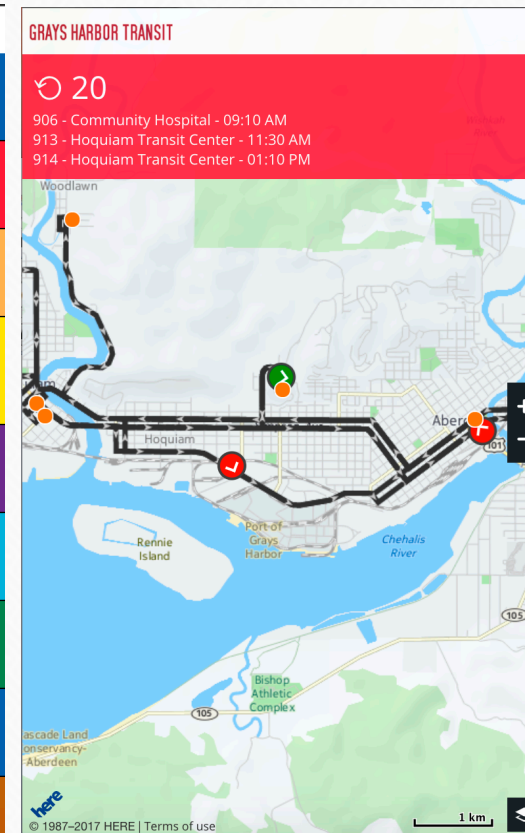 GRAYS HARBOR TRANSIT
20
906 - Community Hospital - 09:10 AM
913 - Hoquiam Transit Center - 11:30 AM
914 - Hoquiam Transit Center - 01:10 PM
Woodlawn
Hoquiam
101
Port of
Grays
Harbor
Rennie
Island
Chehalis
River
105
Bishop
Athletic
Complex
105
ascade Land
onservancy-
Aberdeen
here
1 km
© 1987–2017 HERE | Terms of use